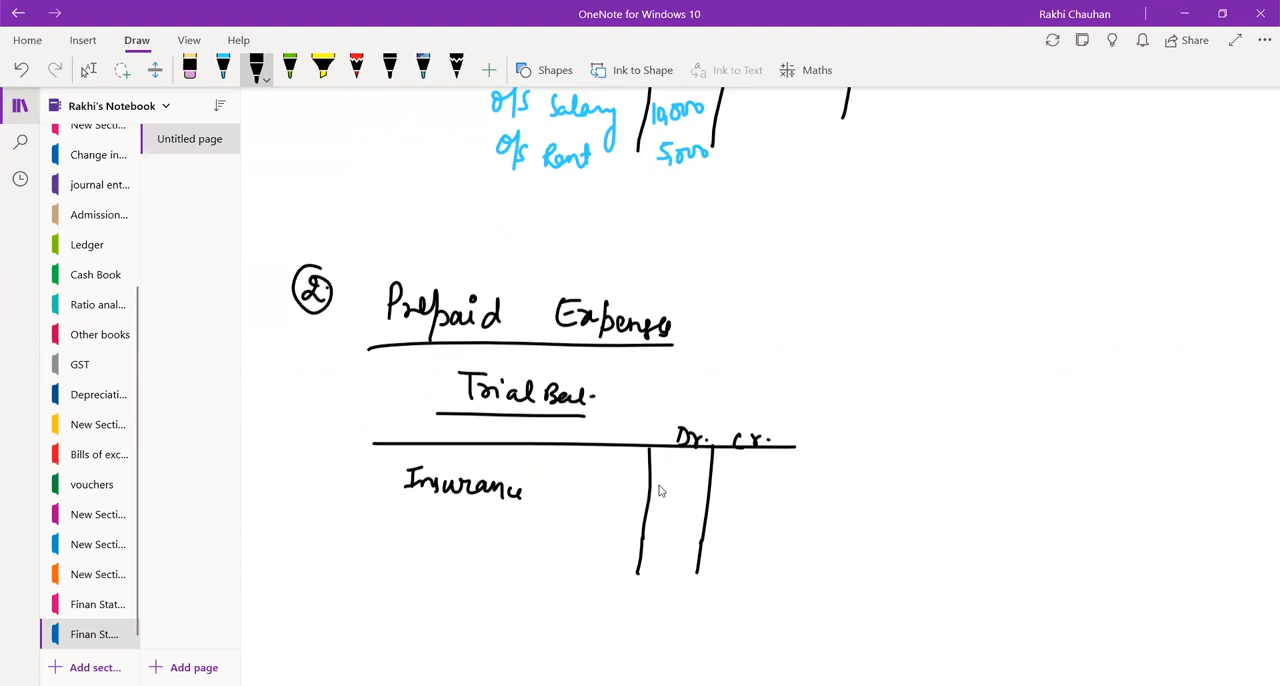 OneNote for Windows 10
Rakhi Chauhan
Home Insert Draw View Help
Share
Shapes Ink to Shape Ink to Text Maths
Rakhi's Notebook
Untitled page
New Secti...
Change in...
journal ent...
Admission...
Ledger
Cash Book
Ratio anal...
Other books
GST
Depreciati...
New Secti...
Bills of exc...
vouchers
New Secti...
New Secti...
New Secti...
Finan Stat...
Finan St....
Add sect...
Add page
O/S Salary 10,000
O/S Rent 5,000
2. Prepaid Expenses
Trial Bal.
Dr. Cr.
Insurance